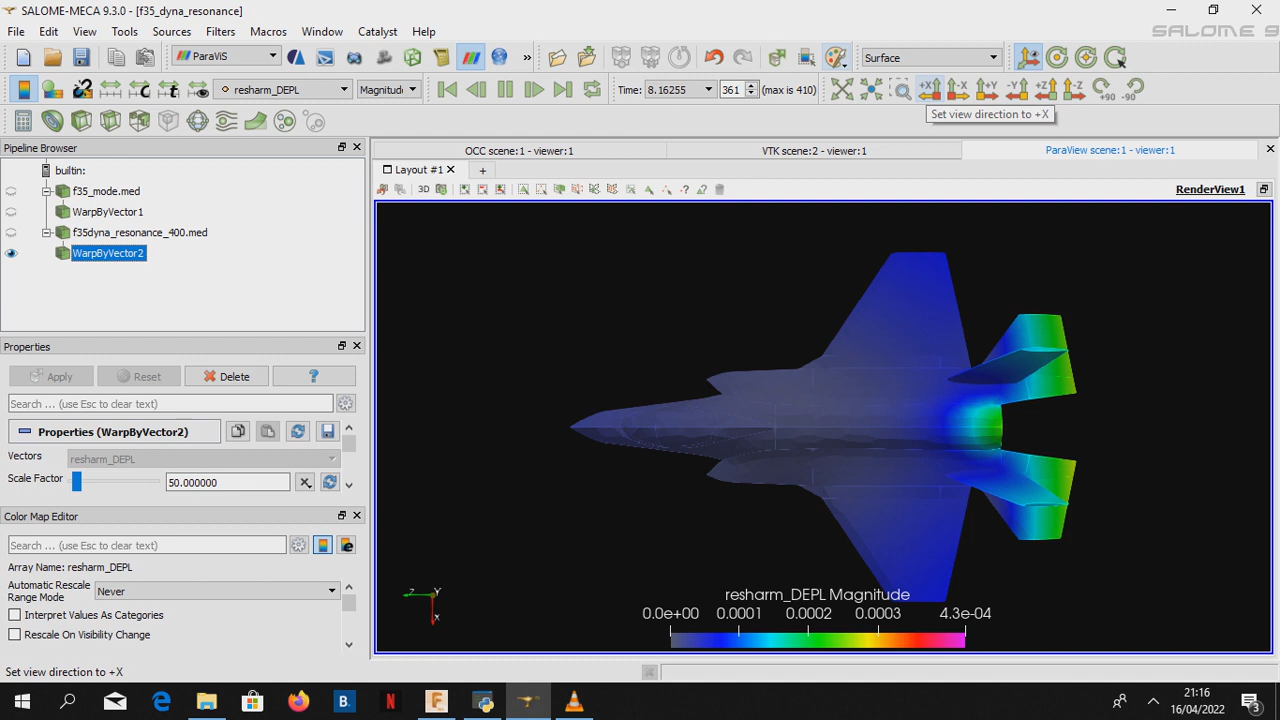 SALOME-MECA 9.3.0 - [f35_dyna_resonance]
File Edit View Tools Sources Filters Macros Window Catalyst Help
SALOME 9
ParaViS
Surface
resharm_DEPL
Magnitud
Time: 8.16255 361 (max is 410)
+X -X +Y -Y +Z -Z +90 -90
Set view direction to +X
Pipeline Browser
OCC scene:1 - viewer:1
VTK scene:2 - viewer:1
ParaView scene:1 - viewer:1
builtin:
Layout #1
f35_mode.med
3D
RenderView1
WarpByVector1
f35dyna_resonance_400.med
WarpByVector2
Properties
Apply Reset Delete ?
Search ... (use Esc to clear text)
Properties (WarpByVector2)
Vectors resharm_DEPL
Scale Factor 50.000000
Color Map Editor
Search ... (use Esc to clear text)
Array Name: resharm_DEPL
Automatic Rescale
Range Mode
Never
Interpret Values As Categories
Rescale On Visibility Change
Z Y
X
resharm_DEPL Magnitude
0.0e+00 0.0001 0.0002 0.0003 4.3e-04
Set view direction to +X
B.
N
F
21:16
16/04/2022
3